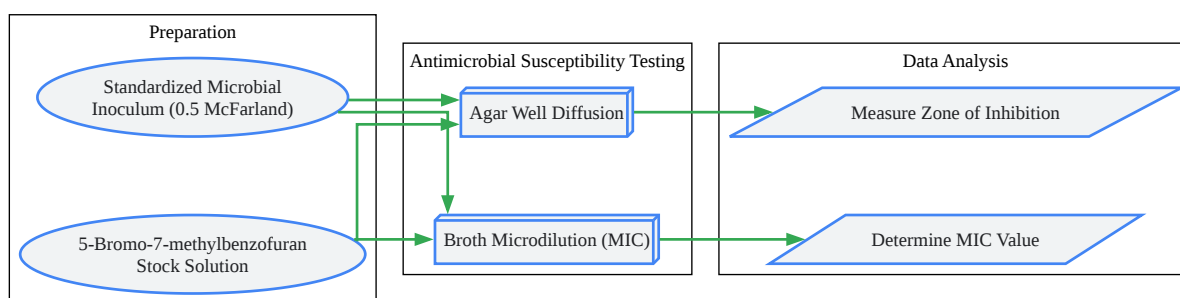 Preparation
Standardized Microbial
Inoculum (0.5 McFarland)
5-Bromo-7-methylbenzofuran
Stock Solution
Antimicrobial Susceptibility Testing
Agar Well Diffusion
Broth Microdilution (MIC)
Data Analysis
Measure Zone of Inhibition
Determine MIC Value